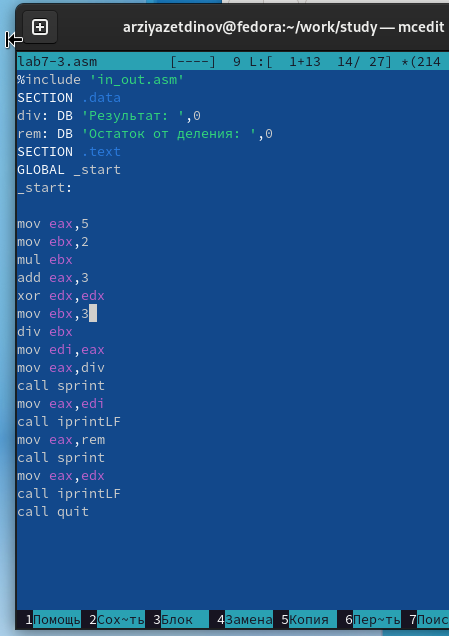 arziyazetdinov@fedora:~/work/study — mcedit
lab7-3.asm [----] 9 L:[ 1+13 14/ 27] *(214
%include 'in_out.asm'
SECTION .data
div: DB 'Результат: ',0
rem: DB 'Остаток от деления: ',0
SECTION .text
GLOBAL _start
_start:
mov eax,5
mov ebx,2
mul ebx
add eax,3
xor edx,edx
mov ebx,3
div ebx
mov edi,eax
mov eax,div
call sprint
mov eax,edi
call iprintLF
mov eax,rem
call sprint
mov eax,edx
call iprintLF
call quit
1Помощь 2Сох~ть 3Блок 4Замена 5Копия 6Пер~ть 7Поис